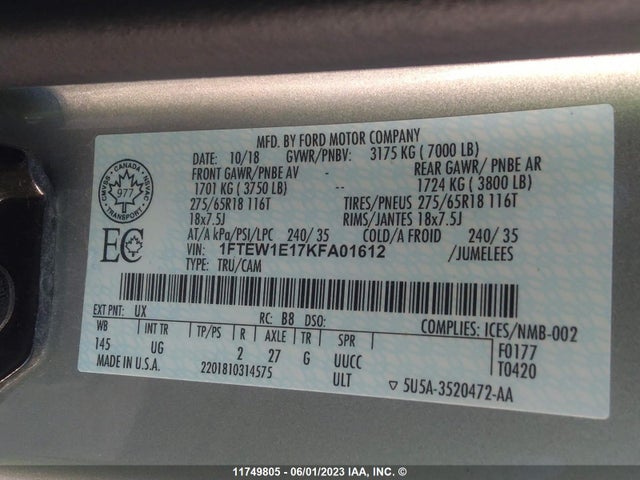 MFD. BY FORD MOTOR COMPANY
DATE: 10/18 GVWR/PNBV: 3175 KG ( 7000 LB)
FRONT GAWR/ PNBE AV - REAR GAWR/ PNBE AR
1701 KG ( 3750 LB) -- 1724 KG ( 3800 LB)
275/65R18 116T TIRES/PNEUS 275/65R18 116T
18x7.5J RIMS/JANTES 18x7.5J
AT/A kPa/PSI/LPC 240/ 35 COLD/A FROID 240/ 35
VIN: 1FTEW1E17KFA01612 /JUMELEES
TYPE: TRU/CAM
CANADA
977
TRANSPORT
NSVAC
SBMAC
EC
EXT PNT: UX RC: B8 DSO: COMPLIES: ICES/NMB-002
WB INT TR TP/PS R AXLE TR SPR F0177
145 UG 2 27 G UUCC T0420
MADE IN U.S.A. 2201810314575 ULT ▽ 5U5A-3520472-AA
11749805 - 06/01/2023 IAA, INC. ©